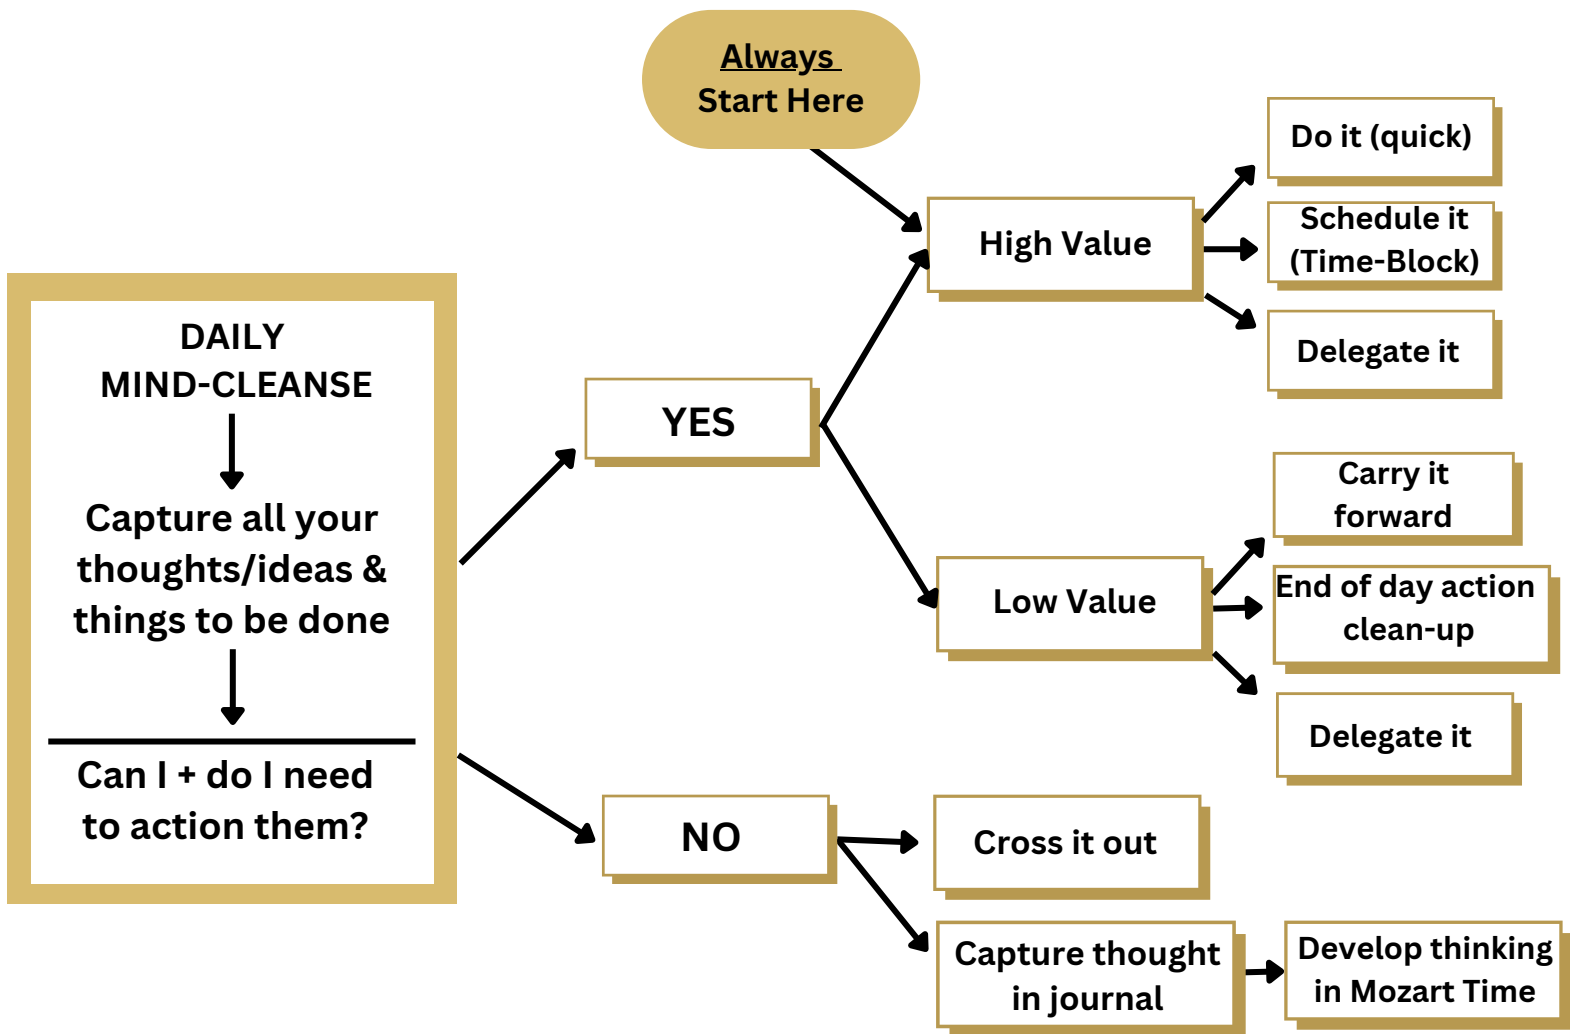 Always
Start Here
Do it (quick)
Schedule it
(Time-Block)
Delegate it
High Value
DAILY
MIND-CLEANSE
Capture all your
thoughts/ideas &
things to be done
Can I + do I need
to action them?
YES
Low Value
Carry it
forward
End of day action
clean-up
Delegate it
NO
Cross it out
Capture thought
in journal
Develop thinking
in Mozart Time